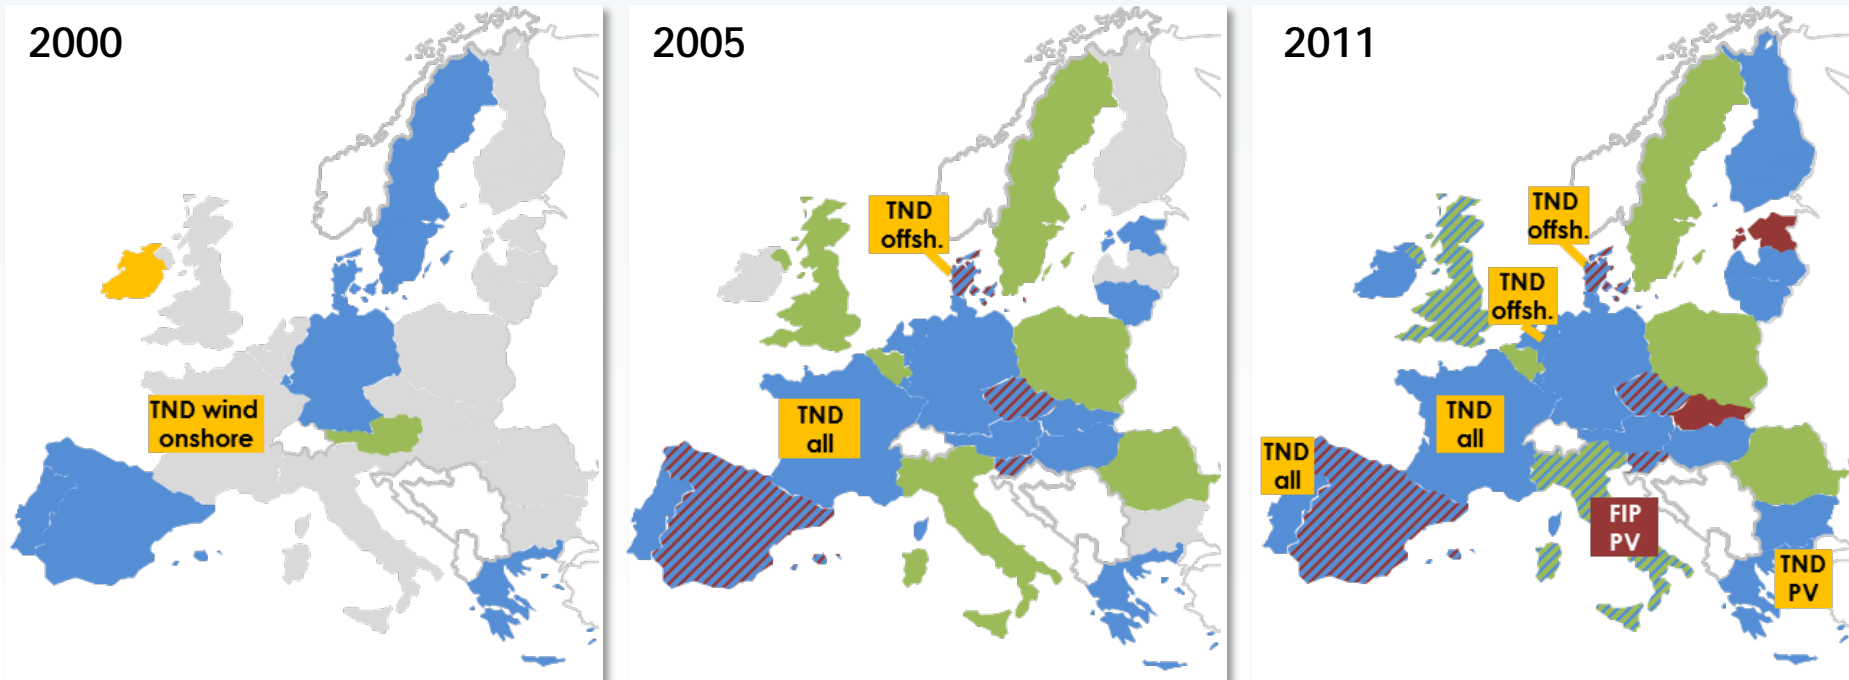 2000
TND wind
onshore
2005
TND
offsh.
TND
all
2011
TND
offsh.
TND
offsh.
TND
all
TND
all
FIP
PV
TND
PV